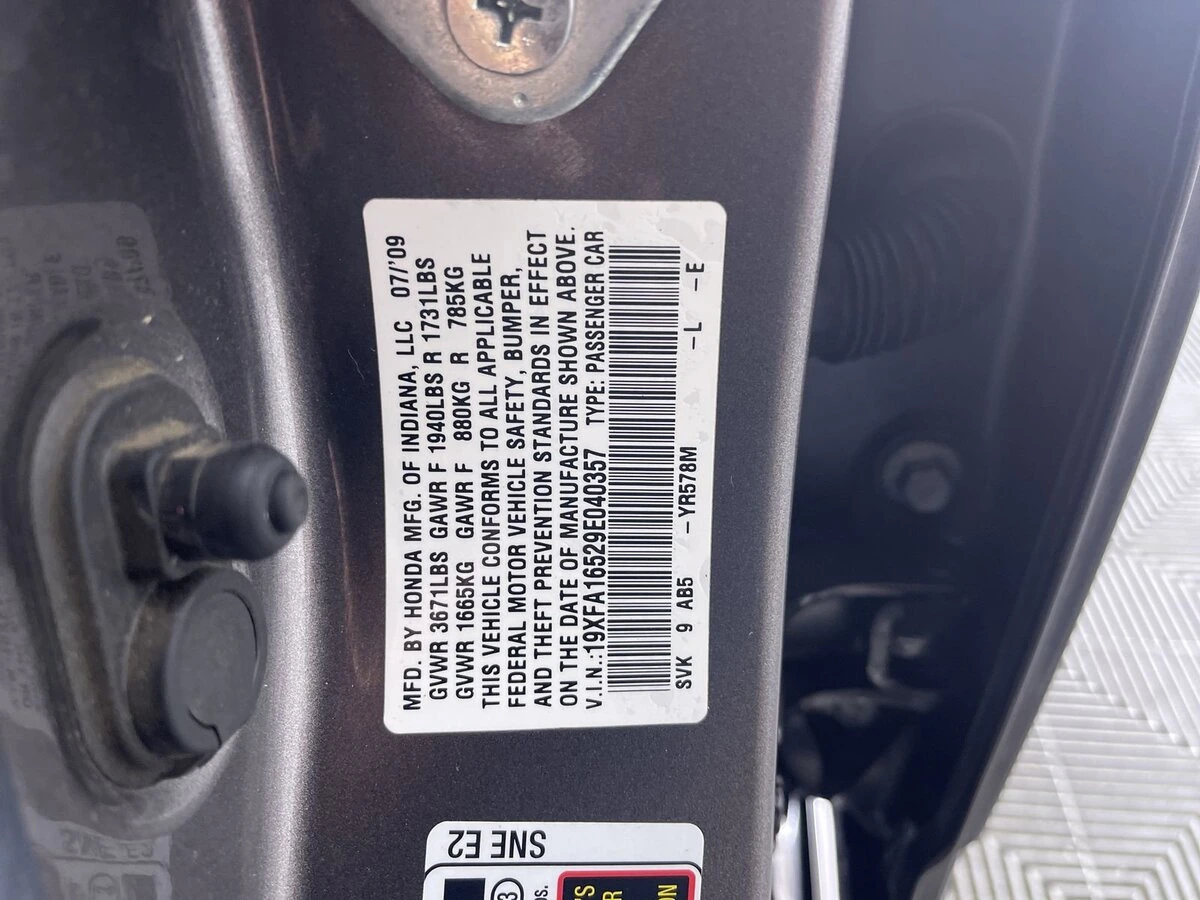 MFD. BY HONDA MFG. OF INDIANA, LLC 07/'09
GVWR 3671LBS GAWR F 1940LBS R 1731LBS
GVWR 1665KG GAWR F 880KG R 785KG
THIS VEHICLE CONFORMS TO ALL APPLICABLE
FEDERAL MOTOR VEHICLE SAFETY, BUMPER,
AND THEFT PREVENTION STANDARDS IN EFFECT
ON THE DATE OF MANUFACTURE SHOWN ABOVE.
V.I.N.:19XFA16529E040357 TYPE: PASSENGER CAR
SVK 9 AB5 -YR578M -L -E
SNE E2